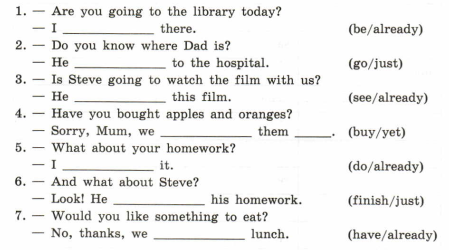 1. — Are you going to the library today?
— I ____________ there. (be/already)
2. — Do you know where Dad is?
— He ____________ to the hospital. (go/just)
3. — Is Steve going to watch the film with us?
— He ____________ this film. (see/already)
4. — Have you bought apples and oranges?
— Sorry, Mum, we ____________ them _____. (buy/yet)
5. — What about your homework?
— I ____________ it. (do/already)
6. — And what about Steve?
— Look! He ____________ his homework. (finish/just)
7. — Would you like something to eat?
— No, thanks, we ____________ lunch. (have/already)